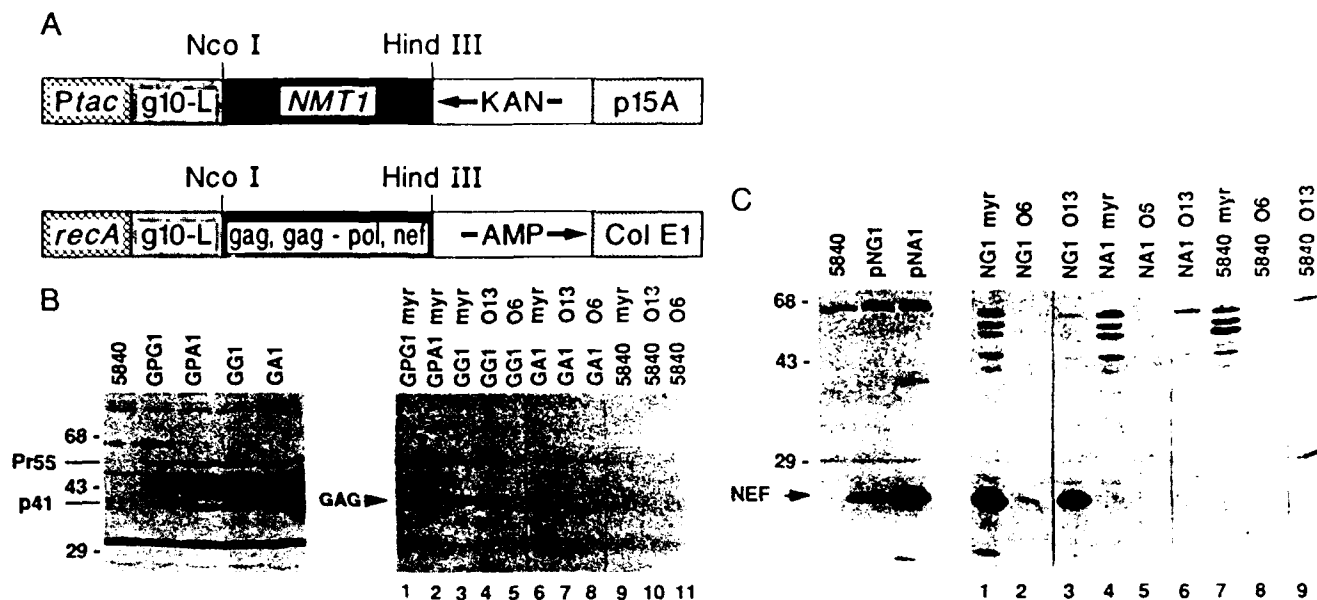 A
Nco I Hind III
Ptac g10-L NMT1 KAN p15A
Nco I Hind III
recA g10-L gag, gag - pol, nef AMP Col E1
B
5840 GPG1 GPA1 GG1 GA1
68
Pr55
43
p41
29
GPG1 myr
GPA1 myr
GG1 myr
GG1 O13
GG1 O6
GA1 myr
GA1 O13
GA1 O6
5840 myr
5840 O13
5840 O6
GAG
1 2 3 4 5 6 7 8 9 10 11
C
5840 pNG1 pNA1
68
43
29
NEF
NG1 myr
NG1 O6
NG1 O13
NA1 myr
NA1 O6
NA1 O13
5840 myr
5840 O6
5840 O13
1 2 3 4 5 6 7 8 9